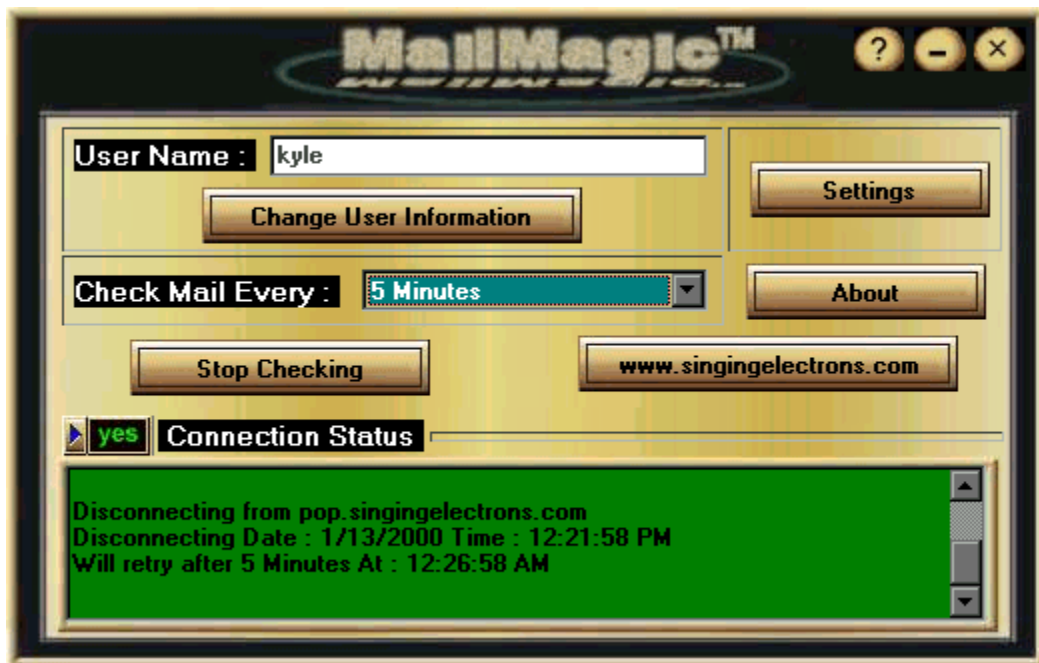 MailMagic™
?
User Name :
kyle
Change User Information
Settings
Check Mail Every :
5 Minutes
About
Stop Checking
www.singingelectrons.com
yes
Connection Status
Disconnecting from pop.singingelectrons.com
Disconnecting Date : 1/13/2000 Time : 12:21:58 PM
Will retry after 5 Minutes At : 12:26:58 AM